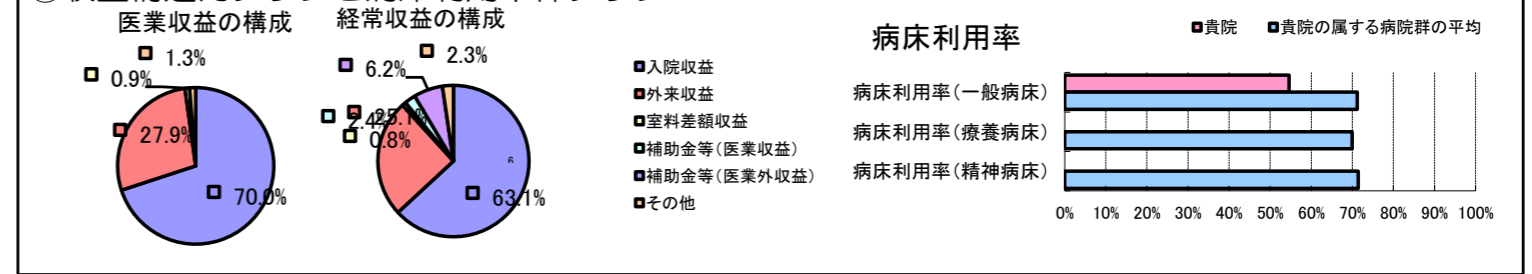 医業収益の構成
1.3%
0.9%
27.9%
70.0%
経常収益の構成
2.3%
6.2%
25.1%
2.4%
0.8%
63.1%
入院収益
外来収益
室料差額収益
補助金等(医業収益)
補助金等(医業外収益)
その他
病床利用率
貴院
貴院の属する病院群の平均
病床利用率(一般病床)
病床利用率(療養病床)
病床利用率(精神病床)
0% 10% 20% 30% 40% 50% 60% 70% 80% 90% 100%